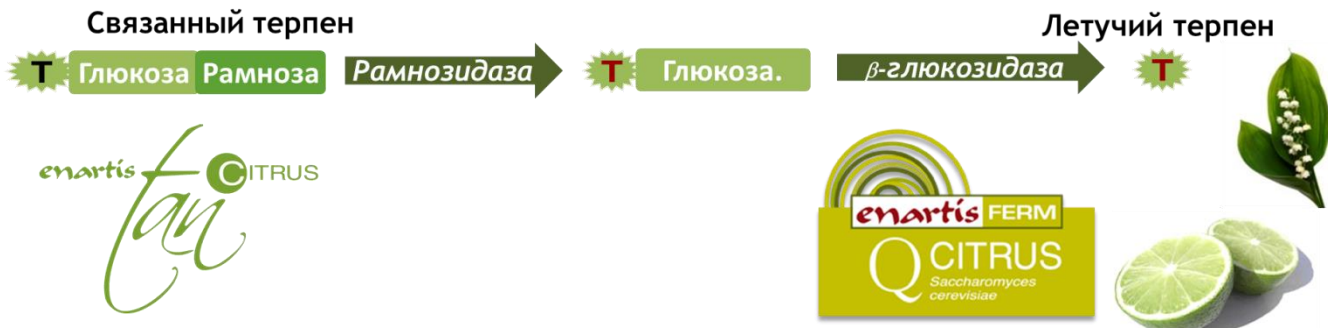 Связанный терпен
Летучий терпен
Т Глюкоза Рамноза
Рамнозидаза
Т Глюкоза.
β-глюкозидаза
Т
enartis
tan
CITRUS
enartis FERM
Q CITRUS
Saccharomyces
cerevisiae